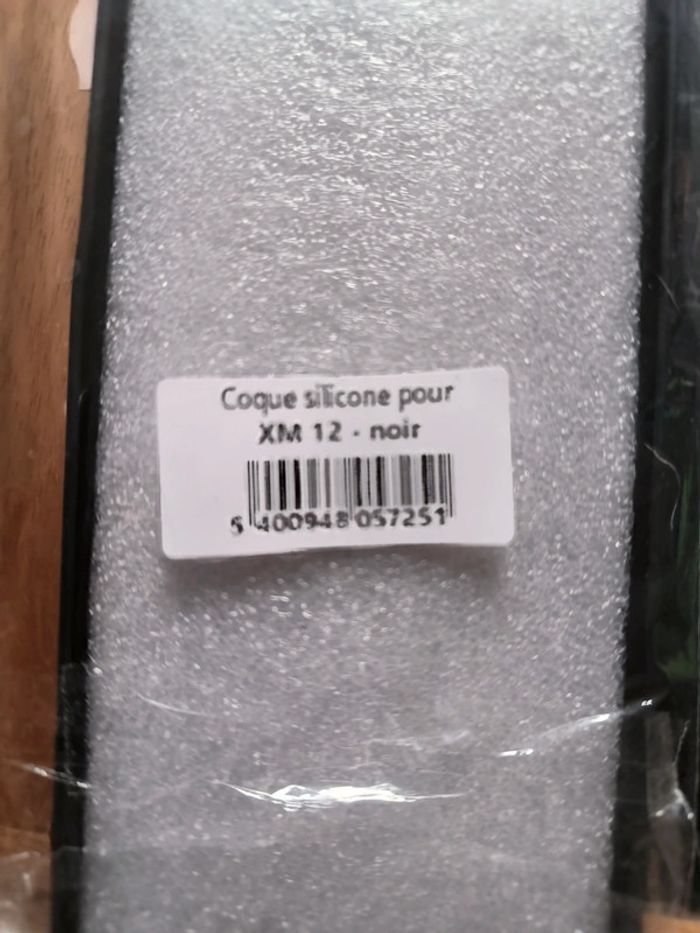 Coque silicone pour
XM 12 - noir
5 400948 057251